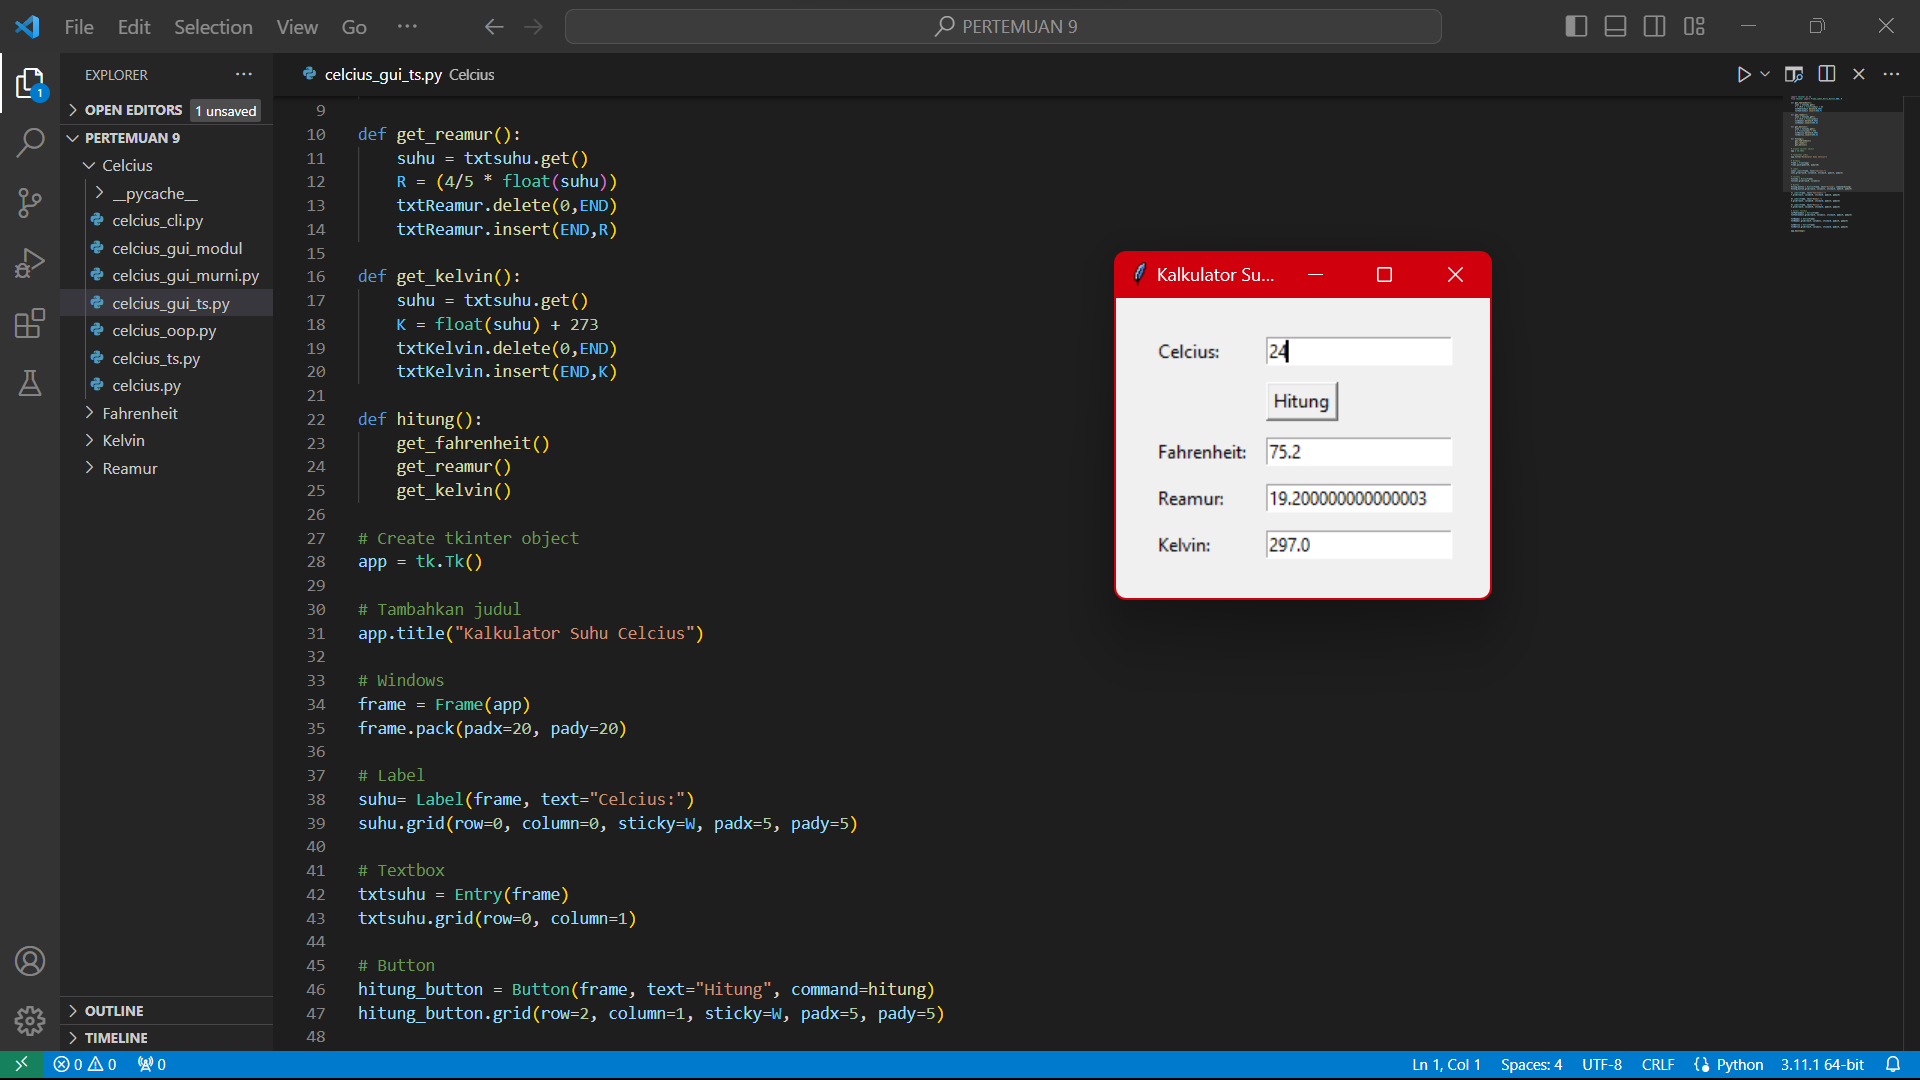 File Edit Selection View Go ···
PERTEMUAN 9
EXPLORER ···
1
OPEN EDITORS 1 unsaved
PERTEMUAN 9
Celcius
__pycache__
celcius_cli.py
celcius_gui_modul
celcius_gui_murni.py
celcius_gui_ts.py
celcius_oop.py
celcius_ts.py
celcius.py
Fahrenheit
Kelvin
Reamur
OUTLINE
TIMELINE
celcius_gui_ts.py Celcius
9
10 def get_reamur():
11     suhu = txtsuhu.get()
12     R = (4/5 * float(suhu))
13     txtReamur.delete(0,END)
14     txtReamur.insert(END,R)
15
16 def get_kelvin():
17     suhu = txtsuhu.get()
18     K = float(suhu) + 273
19     txtKelvin.delete(0,END)
20     txtKelvin.insert(END,K)
21
22 def hitung():
23     get_fahrenheit()
24     get_reamur()
25     get_kelvin()
26
27 # Create tkinter object
28 app = tk.Tk()
29
30 # Tambahkan judul
31 app.title("Kalkulator Suhu Celcius")
32
33 # Windows
34 frame = Frame(app)
35 frame.pack(padx=20, pady=20)
36
37 # Label
38 suhu= Label(frame, text="Celcius:")
39 suhu.grid(row=0, column=0, sticky=W, padx=5, pady=5)
40
41 # Textbox
42 txtsuhu = Entry(frame)
43 txtsuhu.grid(row=0, column=1)
44
45 # Button
46 hitung_button = Button(frame, text="Hitung", command=hitung)
47 hitung_button.grid(row=2, column=1, sticky=W, padx=5, pady=5)
48
Kalkulator Su...
Celcius: 24
Hitung
Fahrenheit: 75.2
Reamur: 19.200000000000003
Kelvin: 297.0
0 0 0
Ln 1, Col 1 Spaces: 4 UTF-8 CRLF Python 3.11.1 64-bit